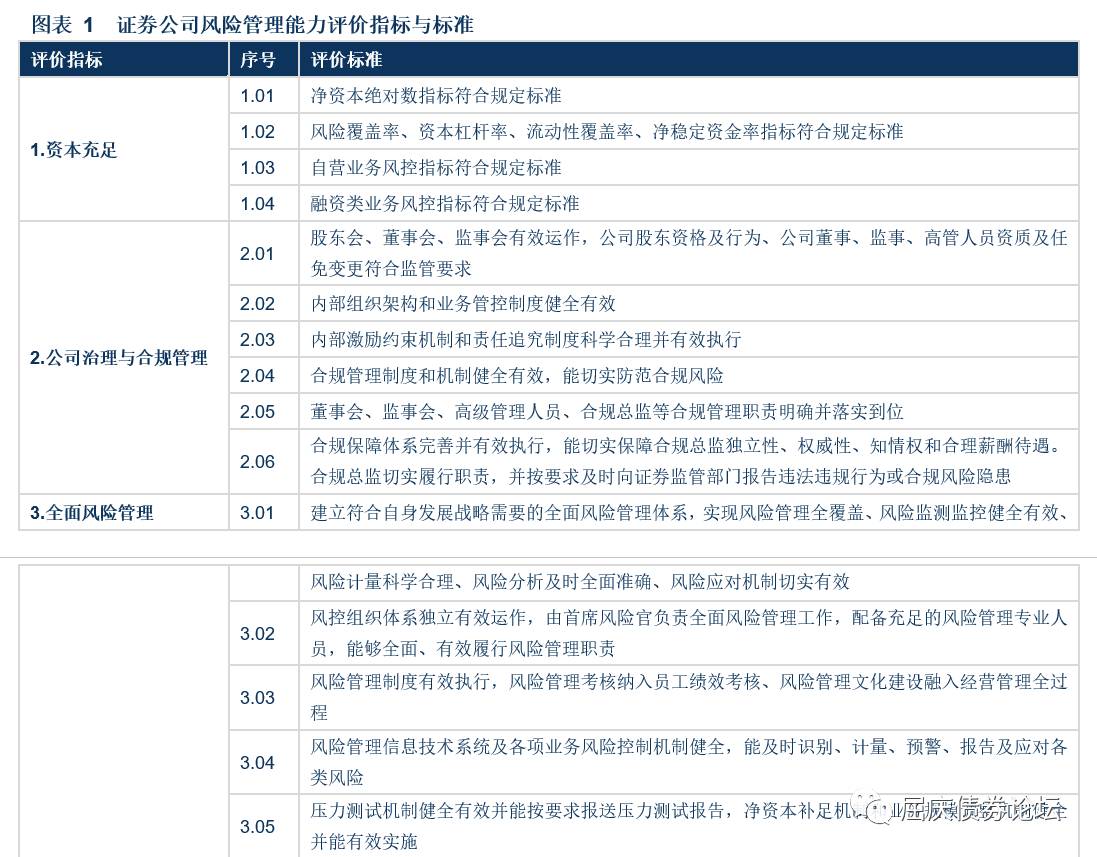 图表 1 证券公司风险管理能力评价指标与标准
评价指标 序号 评价标准
1.资本充足
1.01 净资本绝对数指标符合规定标准
1.02 风险覆盖率、资本杠杆率、流动性覆盖率、净稳定资金率指标符合规定标准
1.03 自营业务风控指标符合规定标准
1.04 融资类业务风控指标符合规定标准
2.公司治理与合规管理
2.01 股东会、董事会、监事会有效运作，公司股东资格及行为、公司董事、监事、高管人员资质及任
免变更符合监管要求
2.02 内部组织架构和业务管控制度健全有效
2.03 内部激励约束机制和责任追究制度科学合理并有效执行
2.04 合规管理制度和机制健全有效，能切实防范合规风险
2.05 董事会、监事会、高级管理人员、合规总监等合规管理职责明确并落实到位
2.06 合规保障体系完善并有效执行，能切实保障合规总监独立性、权威性、知情权和合理薪酬待遇。
合规总监切实履行职责，并按要求及时向证券监管部门报告违法违规行为或合规风险隐患
3.全面风险管理
3.01 建立符合自身发展战略需要的全面风险管理体系，实现风险管理全覆盖、风险监测监控健全有效、
风险计量科学合理、风险分析及时全面准确、风险应对机制切实有效
3.02 风控组织体系独立有效运作，由首席风险官负责全面风险管理工作，配备充足的风险管理专业人
员，能够全面、有效履行风险管理职责
3.03 风险管理制度有效执行，风险管理考核纳入员工绩效考核、风险管理文化建设融入经营管理全过
程
3.04 风险管理信息技术系统及各项业务风险控制机制健全，能及时识别、计量、预警、报告及应对各
类风险
3.05 压力测试机制健全有效并能按要求报送压力测试报告，净资本补足机
并能有效实施
屈庆债券论坛